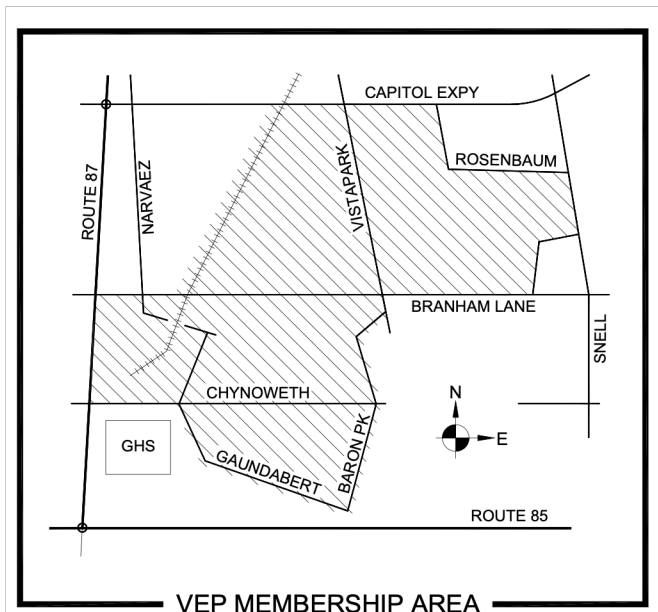 CAPITOL EXPY
ROSENBAUM
ROUTE 87
NARVAEZ
VISTAPARK
BRANHAM LANE
SNELL
CHYNOWETH
N
E
GHS
GAUNDABERT
BARON PK
ROUTE 85
VEP MEMBERSHIP AREA